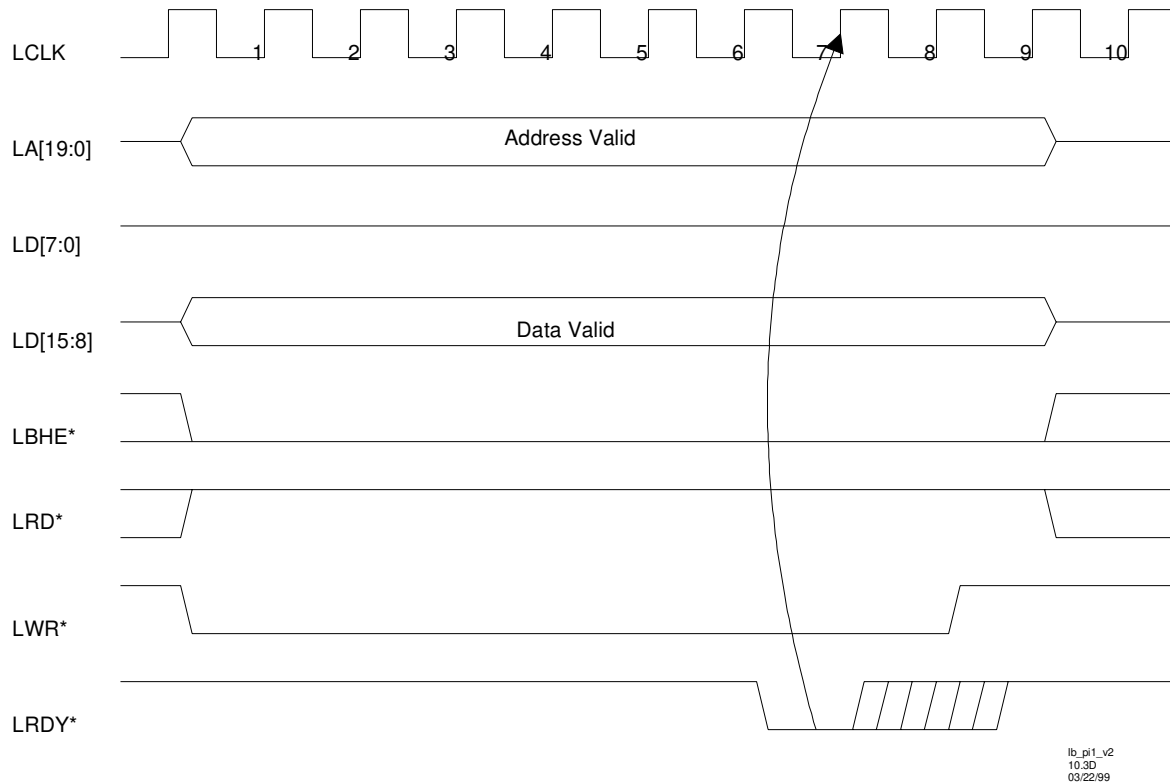 LCLK 1 2 3 4 5 6 7 8 9 10
LA[19:0] Address Valid
LD[7:0]
LD[15:8] Data Valid
LBHE*
LRD*
LWR*
LRDY*
lb_pi1_v2
10.3D
03/22/99